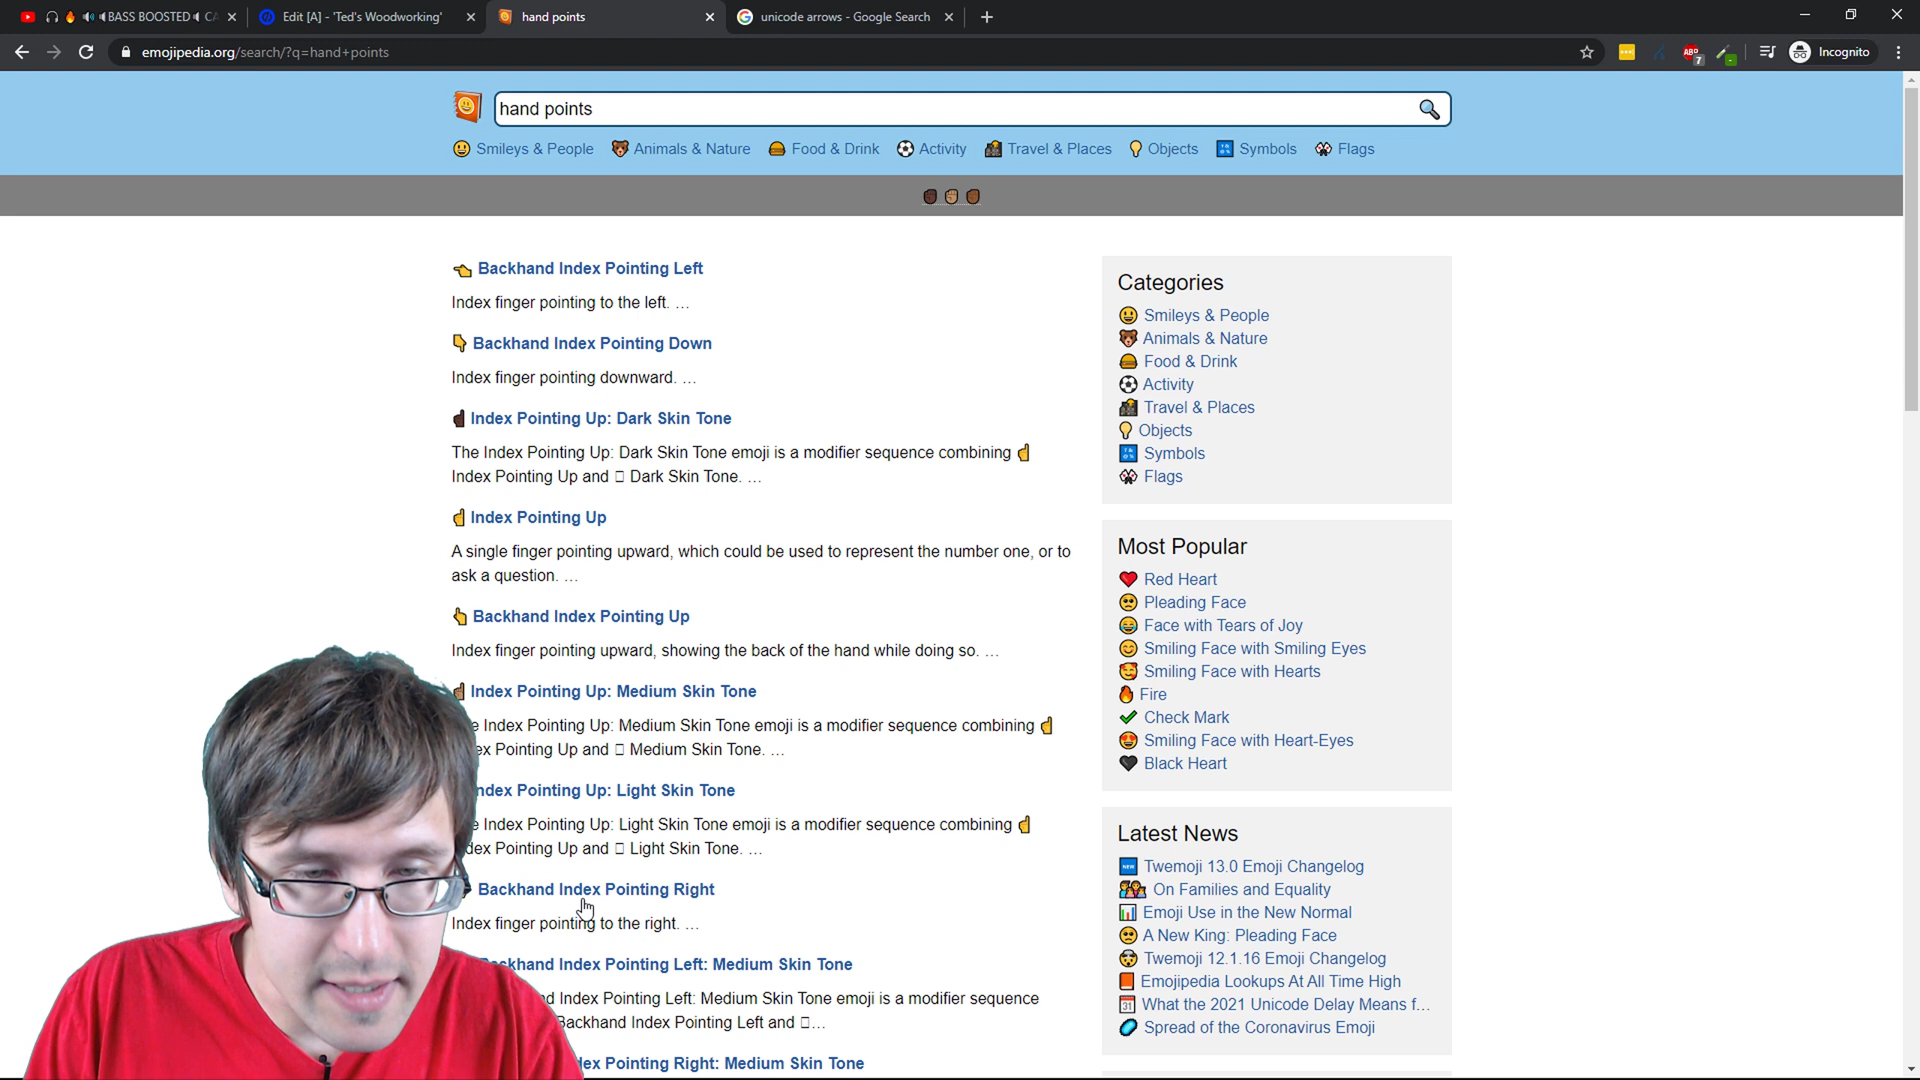 BASS BOOSTED
Edit [A] - 'Ted's Woodworking'
hand points
unicode arrows - Google Search
emojipedia.org/search/?q=hand+points
ABP
7
Incognito
hand points
Smileys & People
Animals & Nature
Food & Drink
Activity
Travel & Places
Objects
Symbols
Flags
Backhand Index Pointing Left
Index finger pointing to the left. …
Backhand Index Pointing Down
Index finger pointing downward. …
Index Pointing Up: Dark Skin Tone
The Index Pointing Up: Dark Skin Tone emoji is a modifier sequence combining ☝
Index Pointing Up and Dark Skin Tone. …
Index Pointing Up
A single finger pointing upward, which could be used to represent the number one, or to
ask a question. …
Backhand Index Pointing Up
Index finger pointing upward, showing the back of the hand while doing so. …
Index Pointing Up: Medium Skin Tone
Index Pointing Up: Medium Skin Tone emoji is a modifier sequence combining ☝
Pointing Up and Medium Skin Tone. …
Index Pointing Up: Light Skin Tone
Index Pointing Up: Light Skin Tone emoji is a modifier sequence combining ☝
Pointing Up and Light Skin Tone. …
Backhand Index Pointing Right
Index finger pointing to the right. …
Index Pointing Left: Medium Skin Tone
Index Pointing Left: Medium Skin Tone emoji is a modifier sequence
Backhand Index Pointing Left and …
Pointing Right: Medium Skin Tone
Categories
Smileys & People
Animals & Nature
Food & Drink
Activity
Travel & Places
Objects
Symbols
Flags
Most Popular
Red Heart
Pleading Face
Face with Tears of Joy
Smiling Face with Smiling Eyes
Smiling Face with Hearts
Fire
Check Mark
Smiling Face with Heart-Eyes
Black Heart
Latest News
NEW Twemoji 13.0 Emoji Changelog
On Families and Equality
Emoji Use in the New Normal
A New King: Pleading Face
Twemoji 12.1.16 Emoji Changelog
Emojipedia Lookups At All Time High
What the 2021 Unicode Delay Means f…
Spread of the Coronavirus Emoji